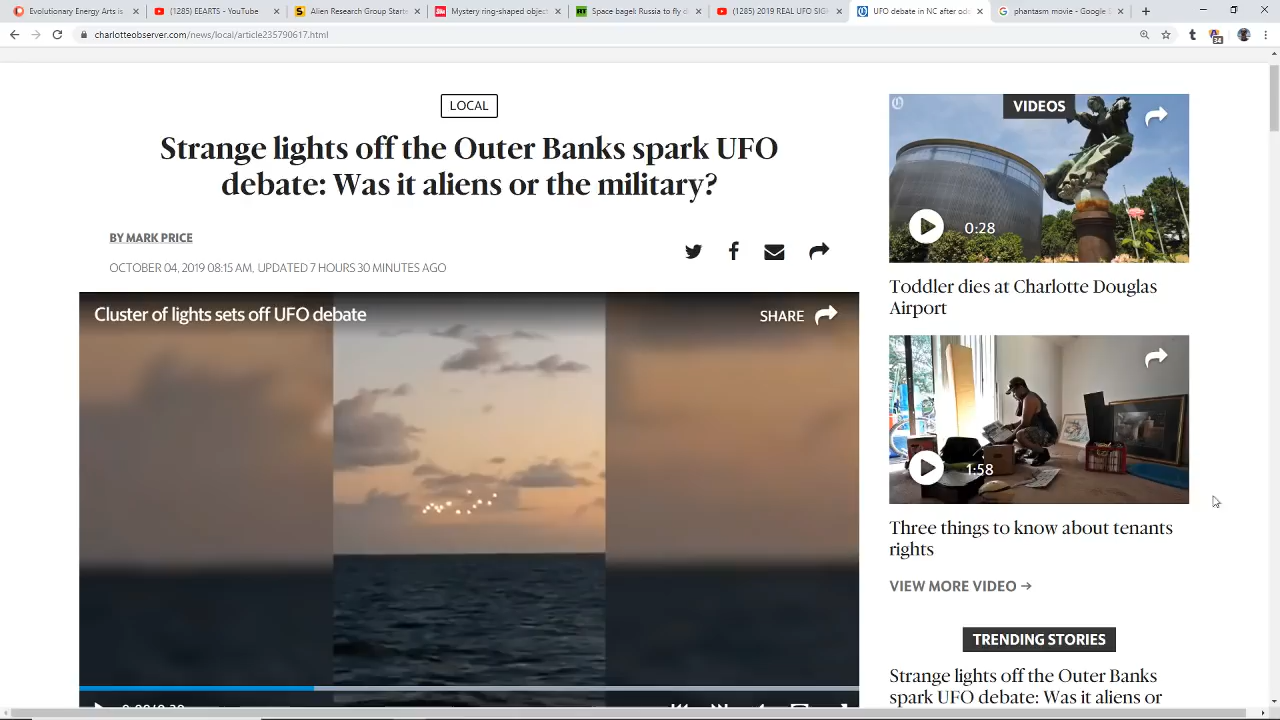 Evolutionary Energy Arts is
(1285) EEARTS - YouTube
Alien Research Group Starts
Mystery ring-shaped object
Space bagel: Russia to fly d
(1285) 2019 REAL UFO SIGH
UFO debate in NC after odd
phantasm movie - Google S
charlotteobserver.com/news/local/article235790617.html
34
LOCAL
Strange lights off the Outer Banks spark UFO
debate: Was it aliens or the military?
BY MARK PRICE
OCTOBER 04, 2019 08:15 AM, UPDATED 7 HOURS 30 MINUTES AGO
Cluster of lights sets off UFO debate
SHARE
VIDEOS
0:28
Toddler dies at Charlotte Douglas
Airport
1:58
Three things to know about tenants
rights
VIEW MORE VIDEO →
TRENDING STORIES
Strange lights off the Outer Banks
spark UFO debate: Was it aliens or